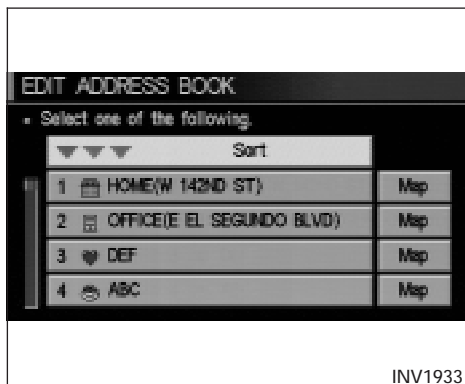 EDIT ADDRESS BOOK
Select one of the following.
Sort
1 HOME(W 142ND ST) Map
2 OFFICE(E EL SEGUNDO BLVD) Map
3 DEF Map
4 ABC Map
INV1933